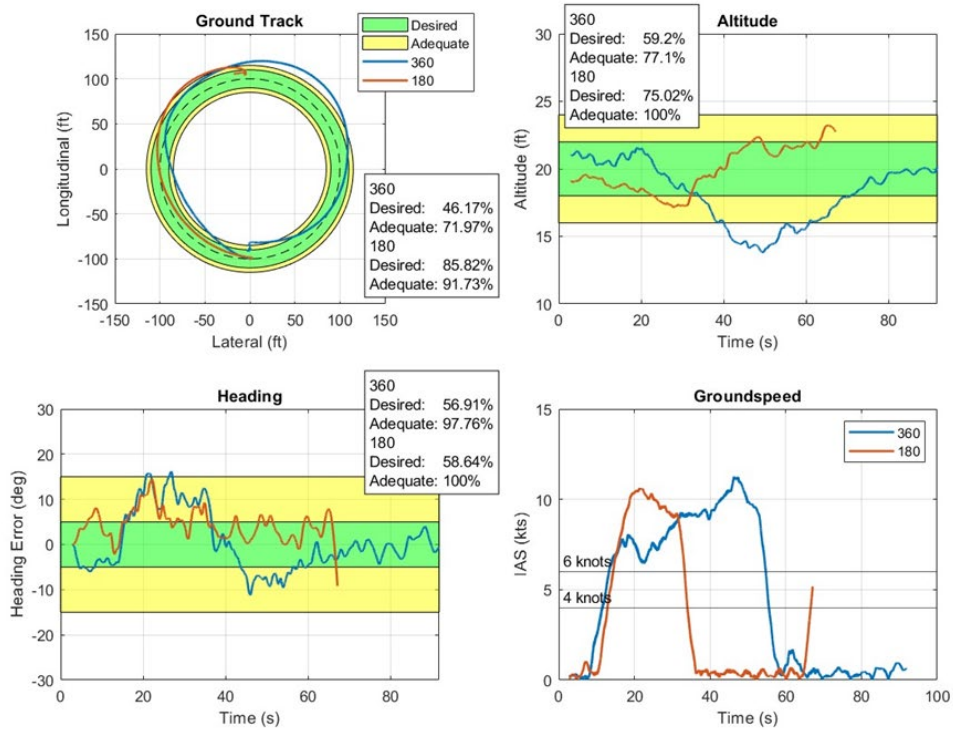 Ground Track
Desired
Adequate
360
180
150
100
50
0
-50
-100
-150
Longitudinal (ft)
-150 -100 -50 0 50 100 150
Lateral (ft)
360
Desired: 46.17%
Adequate: 71.97%
180
Desired: 85.82%
Adequate: 91.73%
Altitude
360
Desired: 59.2%
Adequate: 77.1%
180
Desired: 75.02%
Adequate: 100%
30
25
20
15
10
Altitude (ft)
0 20 40 60 80
Time (s)
Heading
360
Desired: 56.91%
Adequate: 97.76%
180
Desired: 58.64%
Adequate: 100%
30
20
10
0
-10
-20
-30
Heading Error (deg)
0 20 40 60 80
Time (s)
Groundspeed
360
180
15
10
5
0
IAS (kts)
6 knots
4 knots
0 20 40 60 80 100
Time (s)